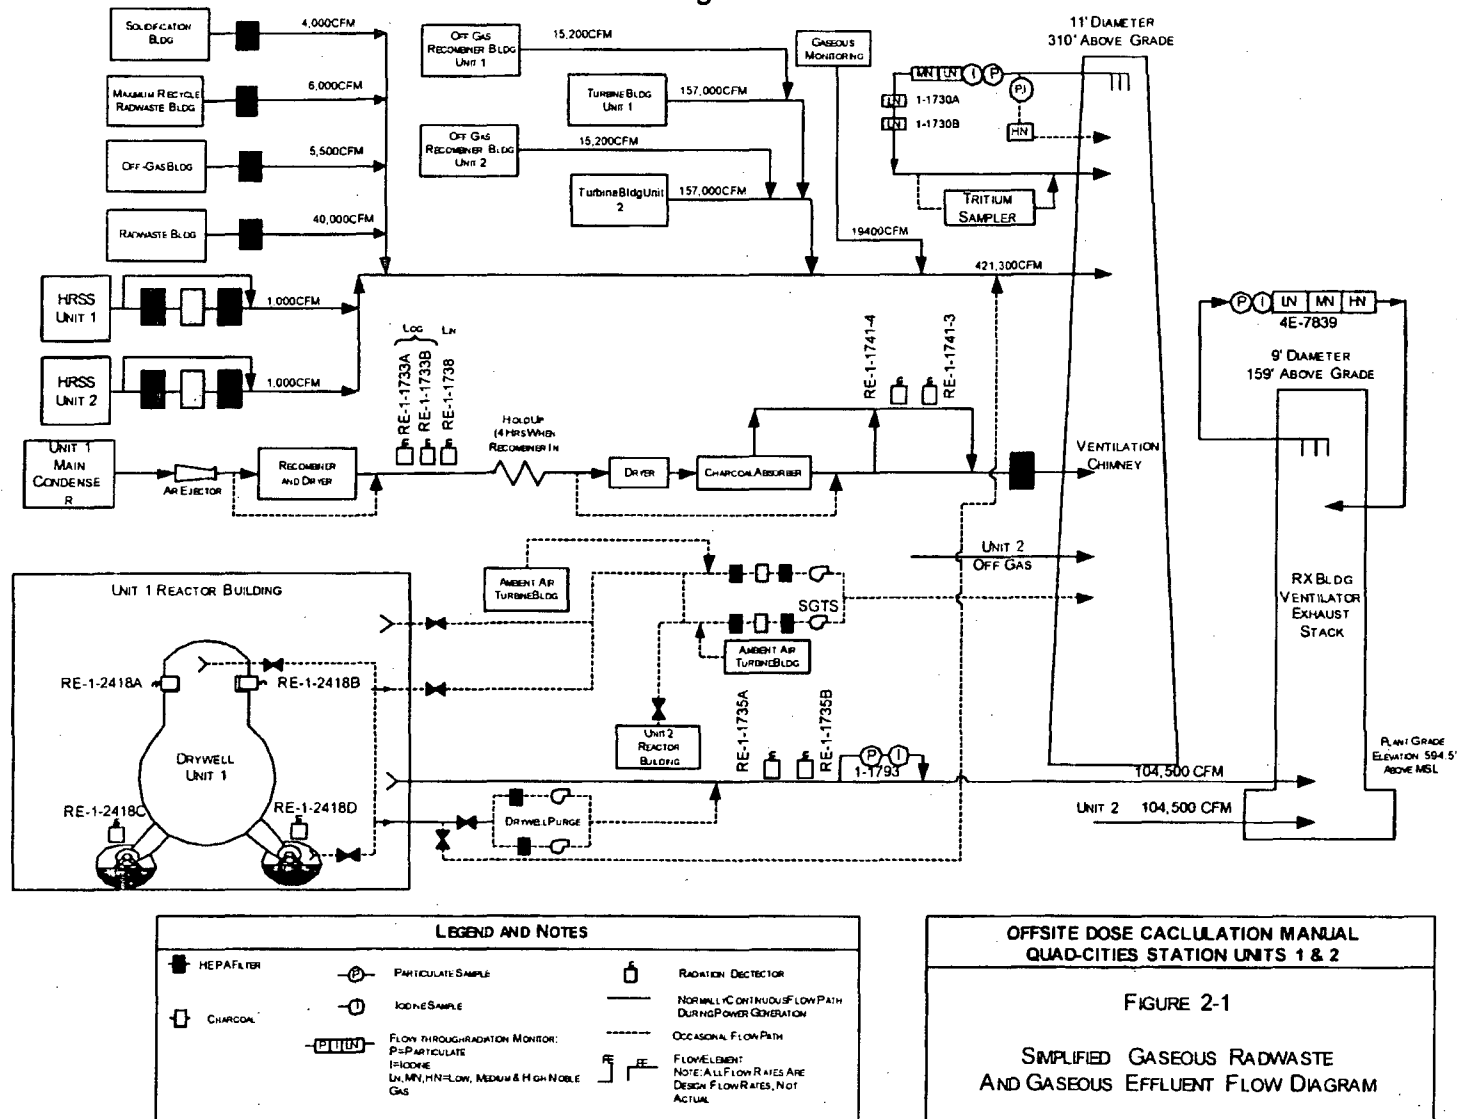 SOLIDIFICATION
BLDG
4,000CFM
MAXIMUM RECYCLE
RADWASTE BLDG
6,000CFM
OFF-GAS BLDG
5,500CFM
RADWASTE BLDG
40,000CFM
HRSS
UNIT 1
1,000CFM
HRSS
UNIT 2
1,000CFM
OFF GAS
RECOMBINER BLDG
UNIT 1
15,200CFM
TURBINE BLDG
UNIT 1
157,000CFM
OFF GAS
RECOMBINER BLDG
UNIT 2
15,200CFM
TurbineBldgUnit
2
157,000CFM
GASEOUS
MONITORING
19400CFM
421,300CFM
11' DIAMETER
310' ABOVE GRADE
MN LN I P
PI
HN
LN 1-1730A
LN 1-1730B
TRITIUM
SAMPLER
P I LN MN HN
4E-7839
9' DIAMETER
159' ABOVE GRADE
UNIT 1
MAIN
CONDENSE
R
AIR EJECTOR
RECOMBINER
AND DRYER
LOG
LN
RE-1-1733A
RE-1-1733B
RE-1-1738
HOLD UP
(4 HRS WHEN
RECOMBINER IN
DRYER
CHARCOAL ABSORBER
RE-1-1741-4
RE-1-1741-3
VENTILATION
CHIMNEY
UNIT 2
OFF GAS
UNIT 1 REACTOR BUILDING
AMBIENT AIR
TURBINE BLDG
SGTS
AMBIENT AIR
TURBINE BLDG
UNIT 2
REACTOR
BUILDING
RX BLDG
VENTILATOR
EXHAUST
STACK
RE-1-2418A
RE-1-2418B
DRYWELL
UNIT 1
RE-1-2418C
RE-1-2418D
RE-1-1735A
RE-1-1735B
P I
1-1793
DRYWELL PURGE
104,500 CFM
UNIT 2 104,500 CFM
PLANT GRADE
ELEVATION 594.5'
ABOVE MSL
LEGEND AND NOTES
HEPA FILTER
CHARCOAL
P PARTICULATE SAMPLE
I IODINE SAMPLE
P I LN FLOW THROUGH RADIATION MONITOR:
P=PARTICULATE
I=IODINE
LN, MN, HN=LOW, MEDIUM & HIGH NOBLE
GAS
RADIATION DECTECTOR
NORMALLY CONTINUOUS FLOW PATH
DURING POWER GENERATION
OCCASIONAL FLOW PATH
FE FE FLOW ELEMENT
NOTE: ALL FLOW RATES ARE
DESIGN FLOW RATES, NOT
ACTUAL
OFFSITE DOSE CACLULATION MANUAL
QUAD-CITIES STATION UNITS 1 & 2
FIGURE 2-1
SIMPLIFIED GASEOUS RADWASTE
AND GASEOUS EFFLUENT FLOW DIAGRAM